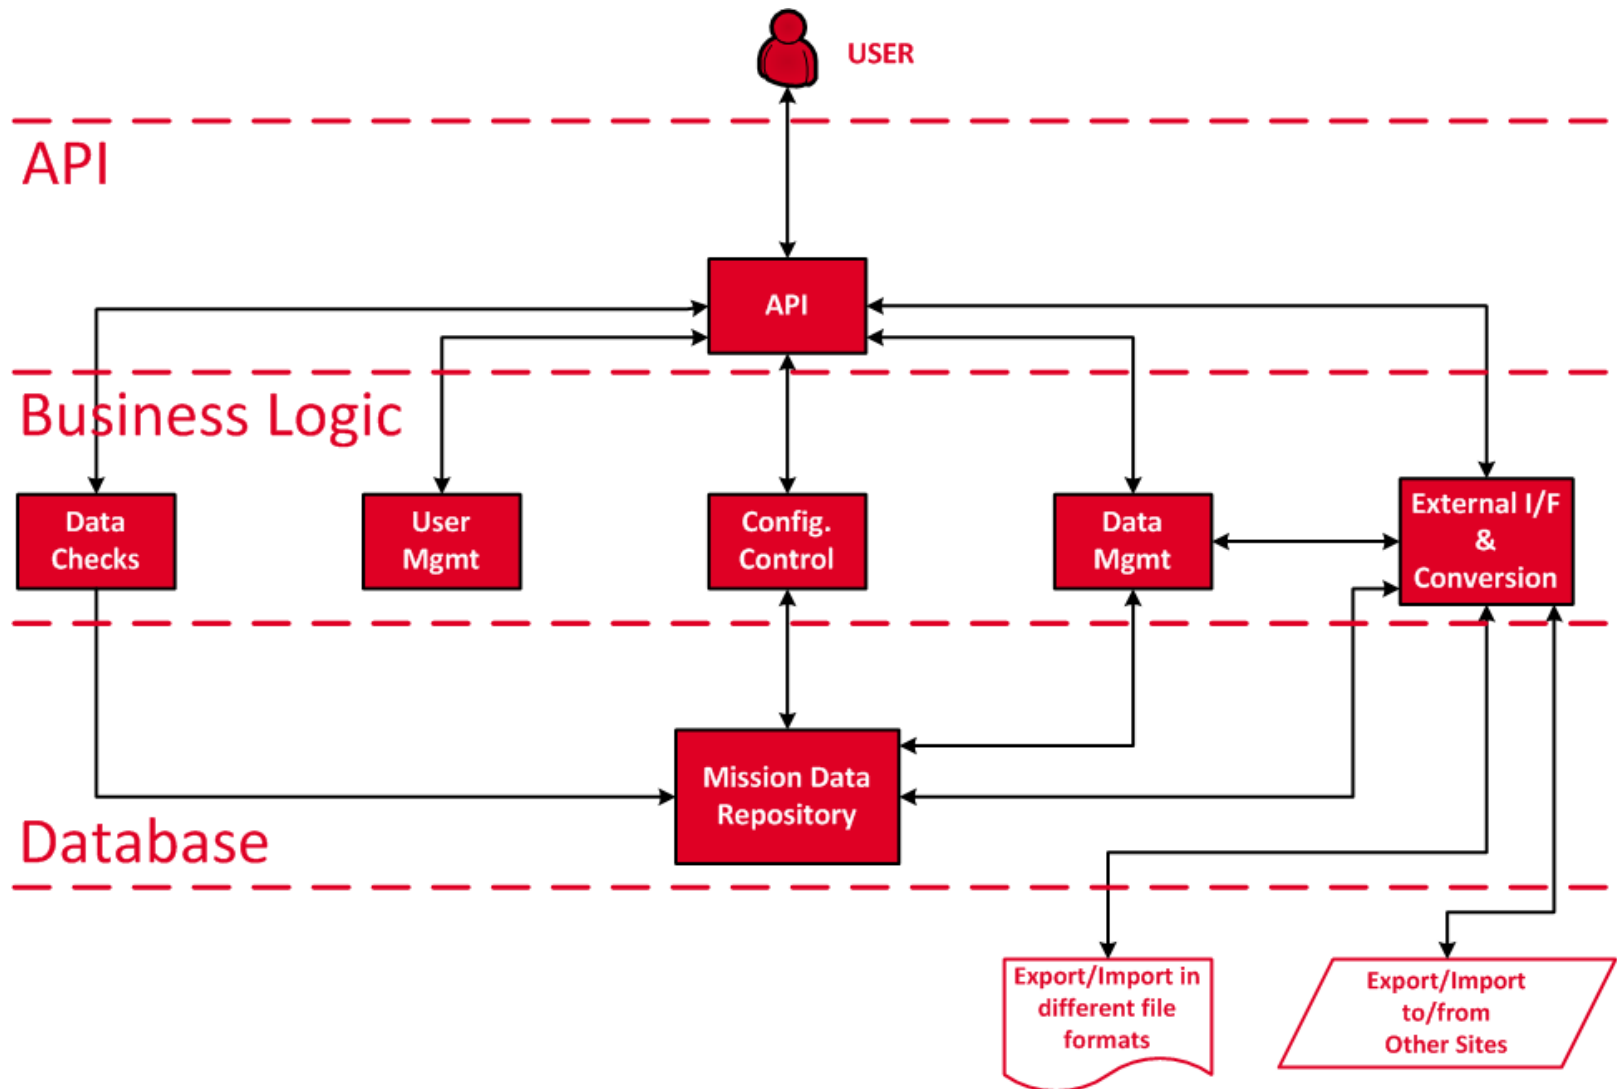 USER
API
API
Business Logic
Data
Checks
User
Mgmt
Config.
Control
Data
Mgmt
External I/F
&
Conversion
Mission Data
Repository
Database
Export/Import in
different file
formats
Export/Import
to/from
Other Sites